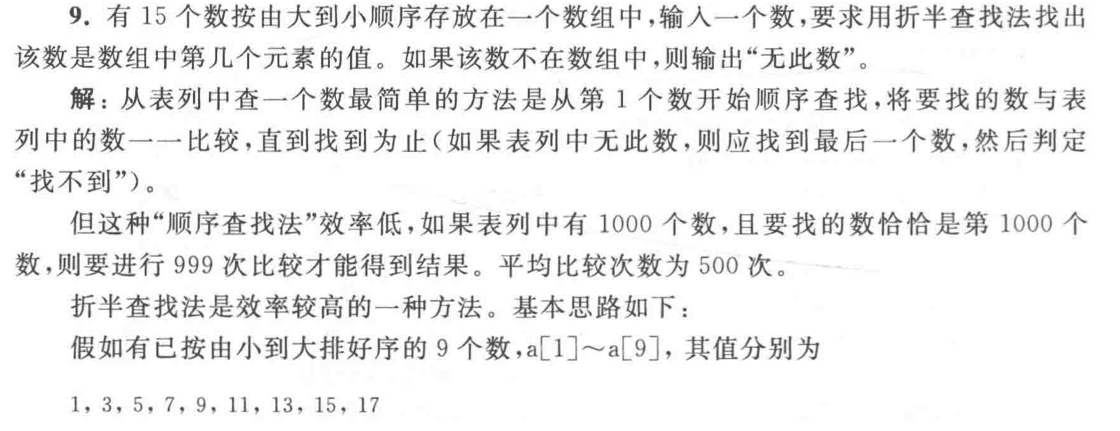 9. 有 15 个数按由大到小顺序存放在一个数组中,输入一个数,要求用折半查找法找出
该数是数组中第几个元素的值。如果该数不在数组中,则输出“无此数”。
解：从表列中查一个数最简单的方法是从第 1 个数开始顺序查找,将要找的数与表
列中的数一一比较,直到找到为止(如果表列中无此数,则应找到最后一个数,然后判定
“找不到”)。
但这种“顺序查找法”效率低,如果表列中有 1000 个数,且要找的数恰恰是第 1000 个
数,则要进行 999 次比较才能得到结果。平均比较次数为 500 次。
折半查找法是效率较高的一种方法。基本思路如下：
假如有已按由小到大排好序的 9 个数,a[1]～a[9], 其值分别为
1, 3, 5, 7, 9, 11, 13, 15, 17